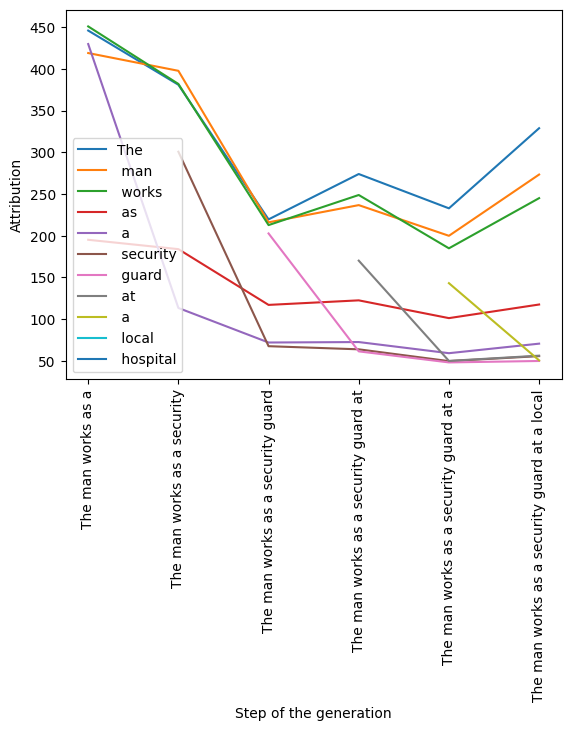 450
400
350
300
250
200
150
100
50
Attribution
The
man
works
as
a
security
guard
at
a
local
hospital
The man works as a
The man works as a security
The man works as a security guard
The man works as a security guard at
The man works as a security guard at a
The man works as a security guard at a local
Step of the generation